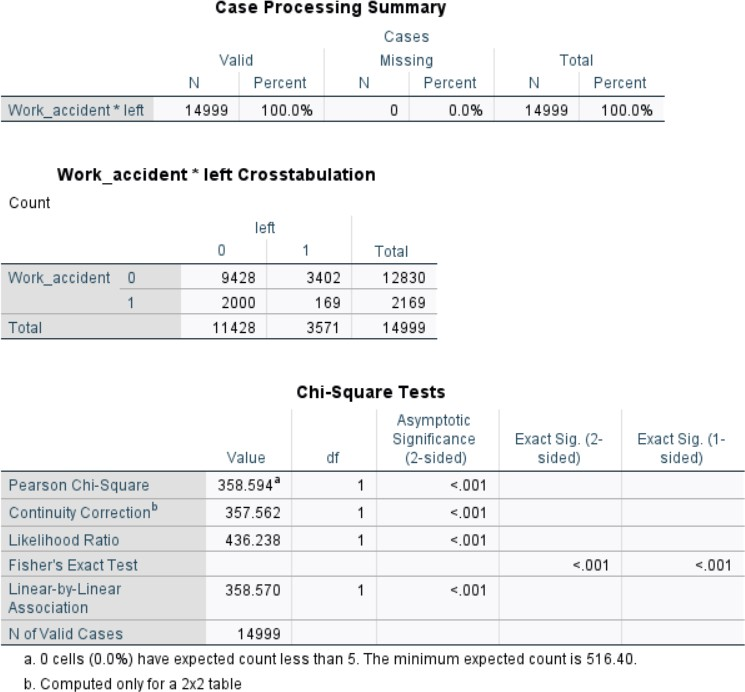 Case Processing Summary
Cases
Valid Missing Total
N Percent N Percent N Percent
Work_accident * left 14999 100.0% 0 0.0% 14999 100.0%
Work_accident * left Crosstabulation
Count
left
0 1 Total
Work_accident 0 9428 3402 12830
1 2000 169 2169
Total 11428 3571 14999
Chi-Square Tests
Value df Asymptotic Significance (2-sided) Exact Sig. (2-sided) Exact Sig. (1-sided)
Pearson Chi-Square 358.594a 1 <.001
Continuity Correctionb 357.562 1 <.001
Likelihood Ratio 436.238 1 <.001
Fisher's Exact Test <.001 <.001
Linear-by-Linear Association 358.570 1 <.001
N of Valid Cases 14999
a. 0 cells (0.0%) have expected count less than 5. The minimum expected count is 516.40.
b. Computed only for a 2x2 table